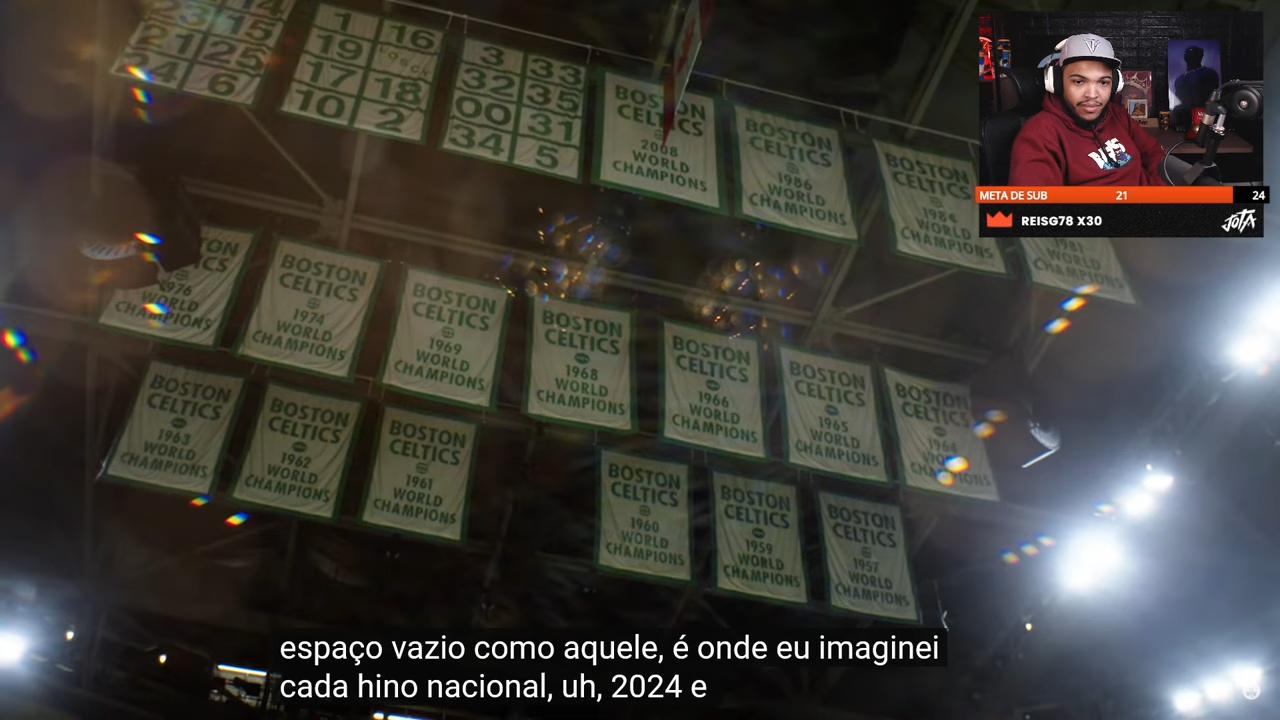 23
14
21
15
24
25
6
1
16
19
17
18
10
2
3
33
32
35
00
31
34
5
BOSTON
CELTICS
2008
WORLD
CHAMPIONS
BOSTON
CELTICS
1986
WORLD
CHAMPIONS
BOSTON
CELTICS
1984
WORLD
CHAMPIONS
1981
WORLD
CHAMPIONS
1976
WORLD
CHAMPIONS
BOSTON
CELTICS
1974
WORLD
CHAMPIONS
BOSTON
CELTICS
1969
WORLD
CHAMPIONS
BOSTON
CELTICS
1968
WORLD
CHAMPIONS
BOSTON
CELTICS
1966
WORLD
CHAMPIONS
BOSTON
CELTICS
1965
WORLD
CHAMPIONS
BOSTON
CELTICS
1964
WORLD
CHAMPIONS
BOSTON
CELTICS
1963
WORLD
CHAMPIONS
BOSTON
CELTICS
1962
WORLD
CHAMPIONS
BOSTON
CELTICS
1961
WORLD
CHAMPIONS
BOSTON
CELTICS
1960
WORLD
CHAMPIONS
BOSTON
CELTICS
1959
WORLD
CHAMPIONS
BOSTON
CELTICS
1957
WORLD
CHAMPIONS
META DE SUB 21 24
REISG78 X30
JOTA
espaço vazio como aquele, é onde eu imaginei
cada hino nacional, uh, 2024 e